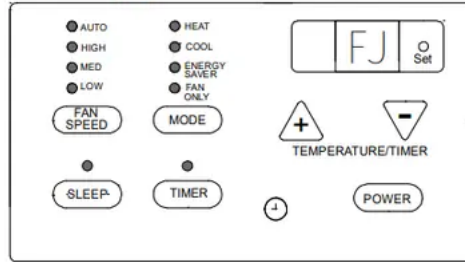 AUTO
HIGH
MED
LOW
FAN
SPEED
HEAT
COOL
ENERGY
SAVER
FAN
ONLY
MODE
FJ
Set
+
-
TEMPERATURE/TIMER
SLEEP
TIMER
POWER